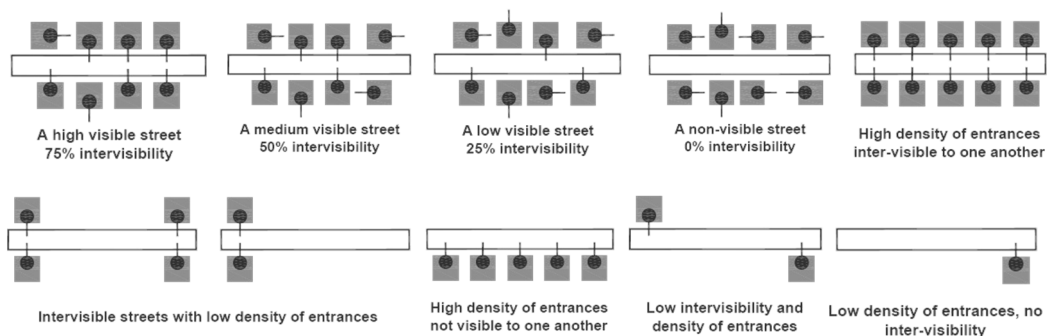 A high visible street
75% intervisibility
A medium visible street
50% intervisibility
A low visible street
25% intervisibility
A non-visible street
0% intervisibility
High density of entrances
inter-visible to one another
Intervisible streets with low density of entrances
High density of entrances
not visible to one another
Low intervisibility and
density of entrances
Low density of entrances, no
inter-visibility